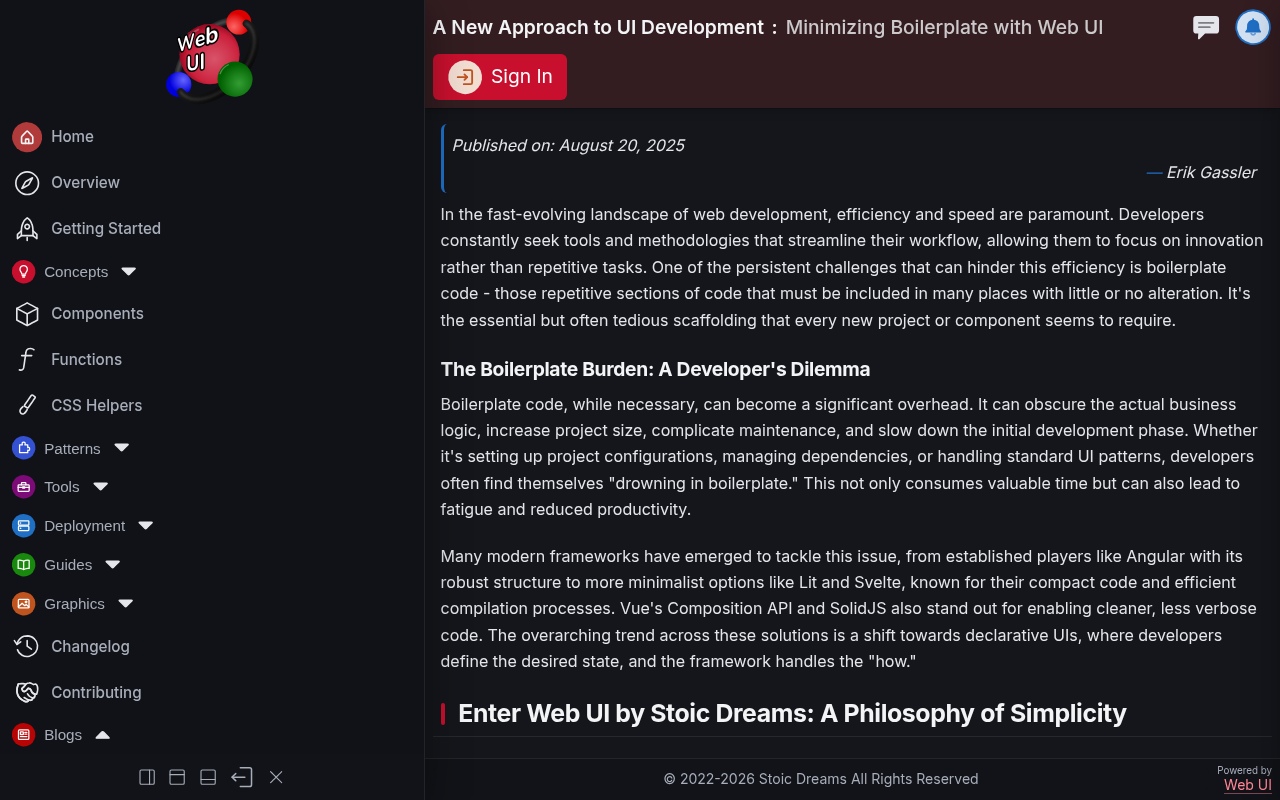 Web
UI
Home
Overview
Getting Started
Concepts
Components
Functions
CSS Helpers
Patterns
Tools
Deployment
Guides
Graphics
Changelog
Contributing
Blogs
A New Approach to UI Development : Minimizing Boilerplate with Web UI
Sign In
Published on: August 20, 2025
— Erik Gassler
In the fast-evolving landscape of web development, efficiency and speed are paramount. Developers
constantly seek tools and methodologies that streamline their workflow, allowing them to focus on innovation
rather than repetitive tasks. One of the persistent challenges that can hinder this efficiency is boilerplate
code - those repetitive sections of code that must be included in many places with little or no alteration. It's
the essential but often tedious scaffolding that every new project or component seems to require.
The Boilerplate Burden: A Developer's Dilemma
Boilerplate code, while necessary, can become a significant overhead. It can obscure the actual business
logic, increase project size, complicate maintenance, and slow down the initial development phase. Whether
it's setting up project configurations, managing dependencies, or handling standard UI patterns, developers
often find themselves "drowning in boilerplate." This not only consumes valuable time but can also lead to
fatigue and reduced productivity.
Many modern frameworks have emerged to tackle this issue, from established players like Angular with its
robust structure to more minimalist options like Lit and Svelte, known for their compact code and efficient
compilation processes. Vue's Composition API and SolidJS also stand out for enabling cleaner, less verbose
code. The overarching trend across these solutions is a shift towards declarative UIs, where developers
define the desired state, and the framework handles the "how."
Enter Web UI by Stoic Dreams: A Philosophy of Simplicity
© 2022-2026 Stoic Dreams All Rights Reserved
Powered by
Web UI